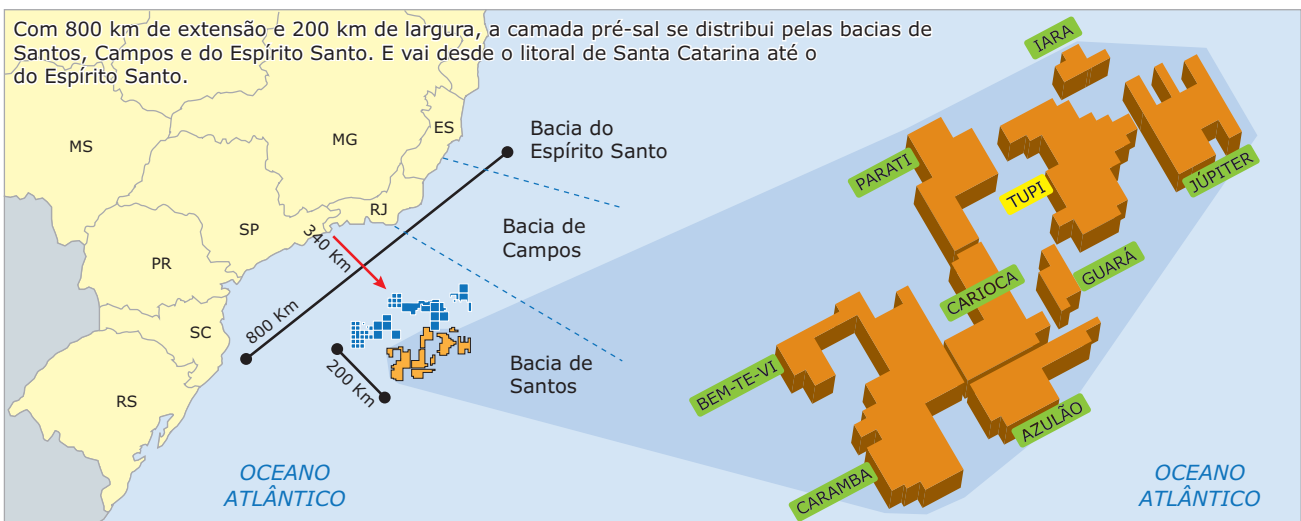 Com 800 km de extensão e 200 km de largura, a camada pré-sal se distribui pelas bacias de
Santos, Campos e do Espírito Santo. E vai desde o litoral de Santa Catarina até o
do Espírito Santo.
MS
MG
ES
SP
RJ
PR
SC
RS
Bacia do
Espírito Santo
Bacia de
Campos
Bacia de
Santos
340 Km
800 Km
200 Km
OCEANO
ATLÂNTICO
IARA
PARATI
TUPI
JÚPITER
GUARÁ
CARIOCA
BEM-TE-VI
AZULÃO
CARAMBA
OCEANO
ATLÂNTICO